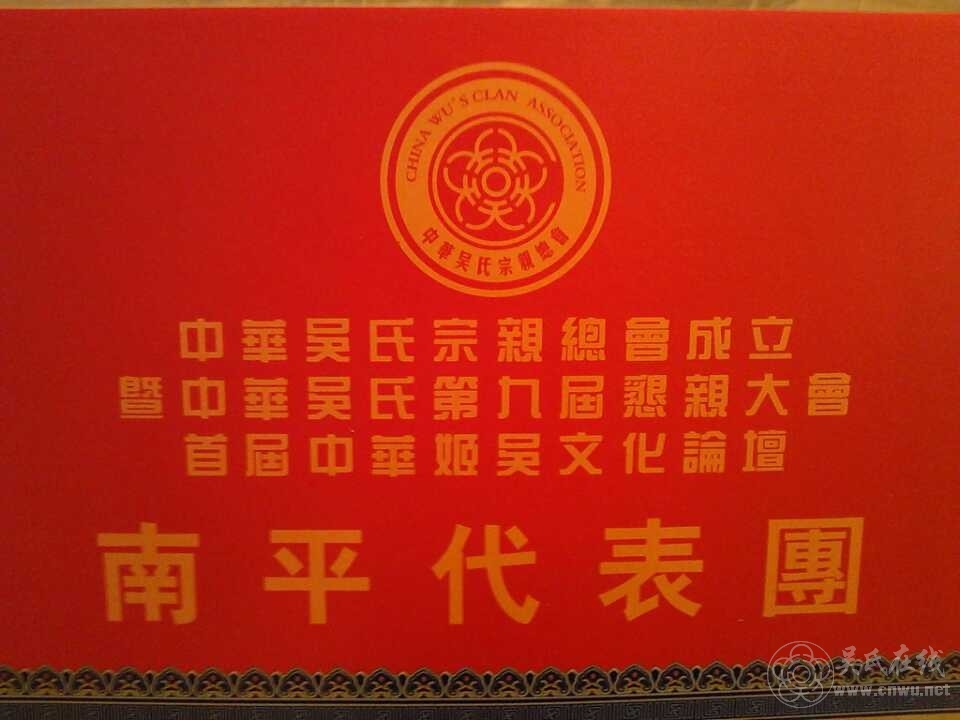 CHINA WU'S CLAN ASSOCIATION
中華吴氏宗親總會
中華吴氏宗親總會成立
暨中華吴氏第九屆懇親大會
首屆中華姬吴文化論壇
南平代表團
吴氏在线
www.cnwu.net